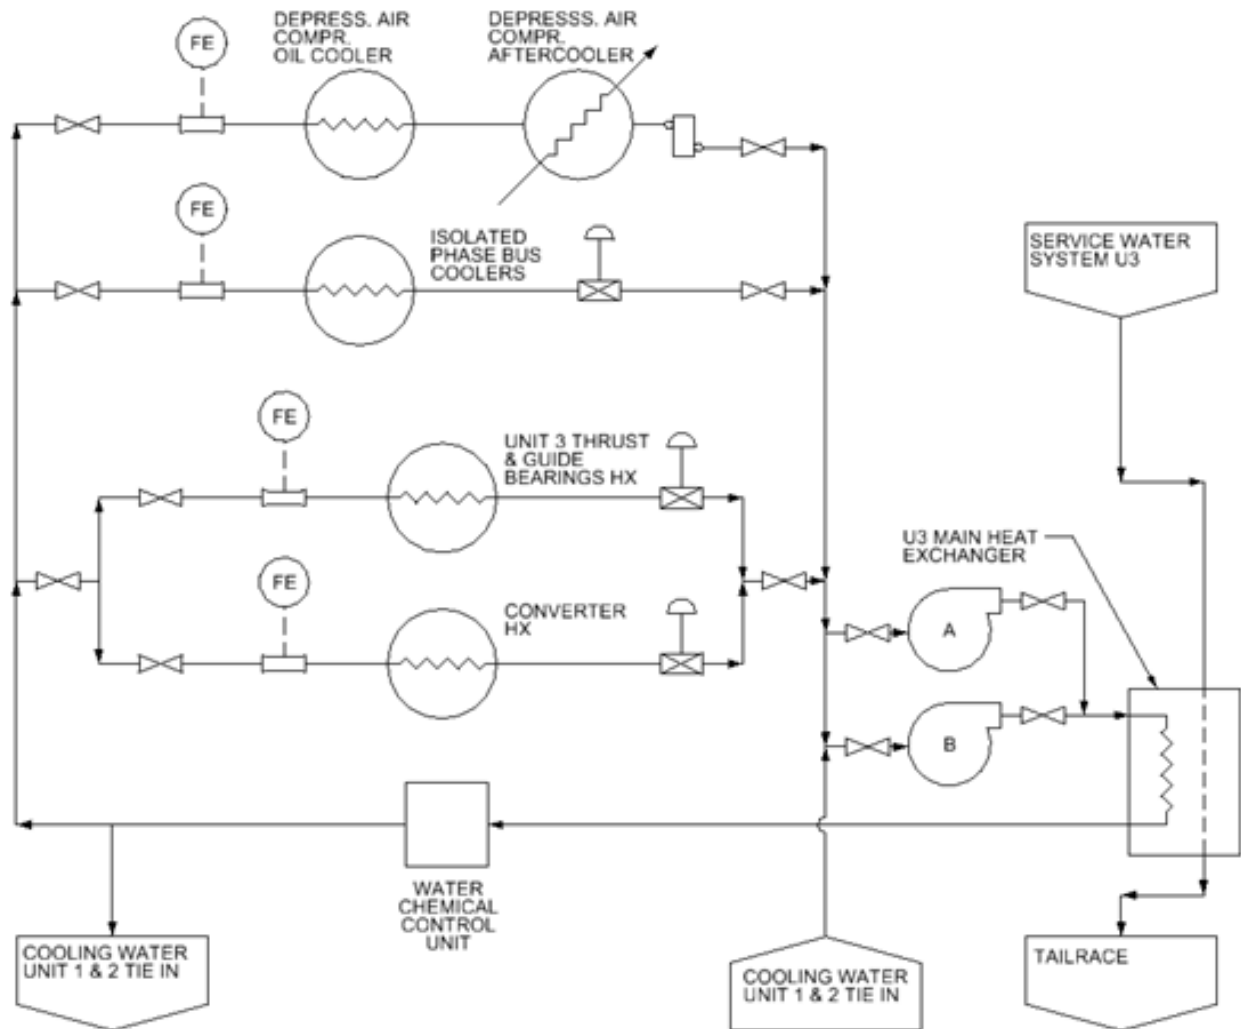 DEPRESS. AIR
COMPR.
OIL COOLER
DEPRESSS. AIR
COMPR.
AFTERCOOLER
FE
FE
ISOLATED
PHASE BUS
COOLERS
SERVICE WATER
SYSTEM U3
FE
UNIT 3 THRUST
& GUIDE
BEARINGS HX
U3 MAIN HEAT
EXCHANGER
FE
CONVERTER
HX
A
B
WATER
CHEMICAL
CONTROL
UNIT
COOLING WATER
UNIT 1 & 2 TIE IN
COOLING WATER
UNIT 1 & 2 TIE IN
TAILRACE